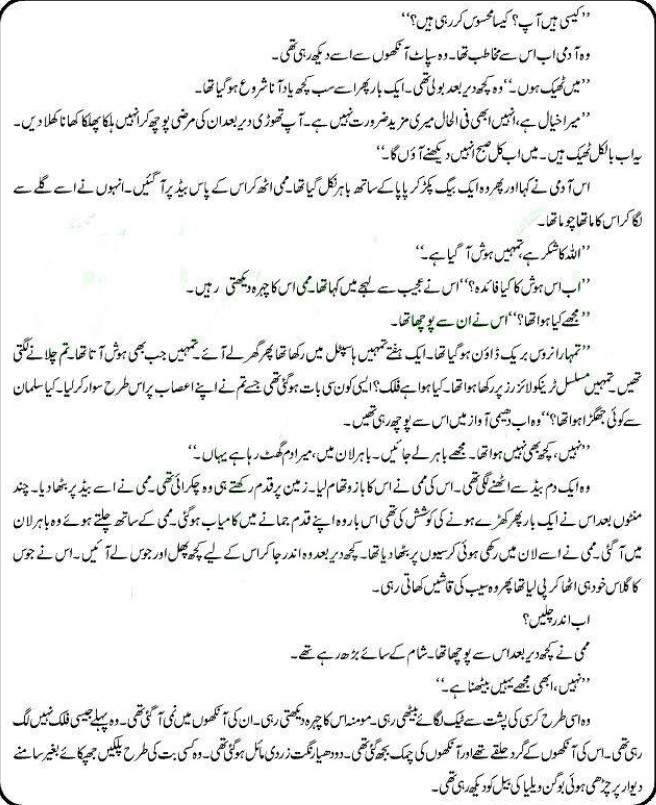 ’’کیسی ہیں آپ؟ کیسا محسوس کر رہی ہیں؟‘‘
وہ آدمی اب اس سے مخاطب تھا۔ وہ سپاٹ آنکھوں سے اسے دیکھ رہی تھی۔
’’میں ٹھیک ہوں۔‘‘ وہ کچھ دیر بعد بولی تھی۔ ایک بار پھر اسے سب کچھ یاد آنا شروع ہو گیا تھا۔
’’میرا خیال ہے، انہیں ابھی فی الحال میری مزید ضرورت نہیں ہے۔ آپ تھوڑی دیر بعد ان کی مرضی پوچھ کر انہیں ہلکا پھلکا کھانا کھلا دیں۔
یہ اب بالکل ٹھیک ہیں۔ میں اب کل صبح انہیں دیکھنے آؤں گا۔‘‘
اس آدمی نے کہا اور پھر وہ ایک بیگ پکڑ کر پاپا کے ساتھ باہر نکل گیا تھا۔ ممی اٹھ کر اس کے پاس بیڈ پر آ گئیں۔ انہوں نے اسے گلے سے
لگا کر اس کا ماتھا چوما تھا۔
’’اللہ کا شکر ہے، تمہیں ہوش آ گیا ہے۔‘‘
’’اب اس ہوش کا کیا فائدہ؟‘‘ اس نے عجیب سے لہجے میں کہا تھا۔ ممی اس کا چہرہ دیکھتی رہیں۔
’’مجھے کیا ہوا تھا؟‘‘ اس نے ان سے پوچھا تھا۔
’’تمہارا نروس بریک ڈاؤن ہو گیا تھا۔ ایک ہفتے تمہیں ہاسپٹل میں رکھا تھا پھر گھر لے آئے۔ تمہیں جب بھی ہوش آتا تھا۔ تم چلانے لگتی
تھیں۔ تمہیں مسلسل ٹرینکولائزرز پر رکھا ہوا تھا۔ کیا ہوا ہے فلک؟ ایسی کون سی بات ہو گئی تھی جسے تم نے اپنے اعصاب پر اس طرح سوار کر لیا۔ کیا سلمان
سے کوئی جھگڑا ہوا تھا؟‘‘ وہ اب دھیمی آواز میں اس سے پوچھ رہی تھیں۔
’’نہیں، کچھ بھی نہیں ہوا تھا۔ مجھے باہر لے جائیں۔ باہر لان میں، میرا دم گھٹ رہا ہے یہاں۔‘‘
وہ ایک دم بیڈ سے اٹھنے لگی تھی۔ اس کی ممی نے اس کا بازو تھام لیا۔ زمین پر قدم رکھتے ہی وہ چکرائی تھی۔ ممی نے اسے بیڈ پر بٹھا دیا۔ چند
منٹوں بعد اس نے ایک بار پھر کھڑے ہونے کی کوشش کی تھی اس بار وہ اپنے قدم جمانے میں کامیاب ہو گئی۔ ممی کے ساتھ چلتے ہوئے وہ باہر لان
میں آ گئی۔ ممی نے اسے لان میں رکھی ہوئی کرسیوں پر بٹھا دیا تھا۔ کچھ دیر بعد وہ اندر جا کر اس کے لیے کچھ پھل اور جوس لے آئیں۔ اس نے جوس
کا گلاس خود ہی اٹھا کر پی لیا تھا پھر وہ سیب کی قاشیں کھاتی رہی۔
اب اندر چلیں؟
ممی نے کچھ دیر بعد اس سے پوچھا تھا۔ شام کے سائے بڑھ رہے تھے۔
’’نہیں، ابھی مجھے یہیں بیٹھنا ہے۔‘‘
وہ اسی طرح کرسی کی پشت سے ٹیک لگائے بیٹھی رہی۔ مومنہ اس کا چہرہ دیکھتی رہی۔ ان کی آنکھوں میں نمی آ گئی تھی۔ وہ پہلے جیسی فلک نہیں لگ
رہی تھی۔ اس کی آنکھوں کے گرد حلقے تھے اور آنکھوں کی چمک بجھ گئی تھی۔ دودھیا رنگت زردی مائل ہو گئی تھی۔ وہ کسی بت کی طرح پلکیں جھپکائے بغیر سامنے
دیوار پر چڑھی ہوئی بوگن ویلیا کی بیل کو دیکھ رہی تھی۔